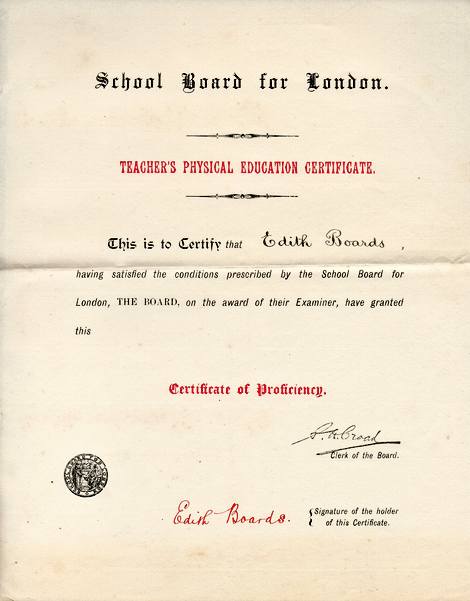 School Board for London.
TEACHER'S PHYSICAL EDUCATION CERTIFICATE.
This is to Certify that Edith Boards,
having satisfied the conditions prescribed by the School Board for
London, THE BOARD, on the award of their Examiner, have granted
this
Certificate of Proficiency.
Croad
Clerk of the Board.
Edith Boards.
Signature of the holder
of this Certificate.